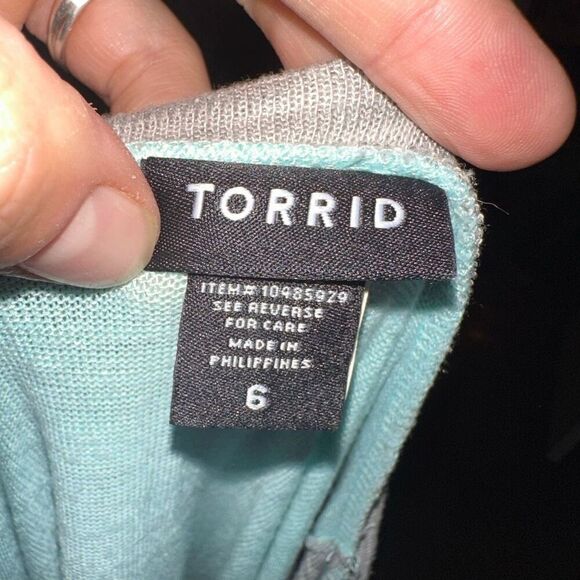 TORRID
ITEM# 10485929
SEE REVERSE
FOR CARE
MADE IN
PHILIPPINES
6